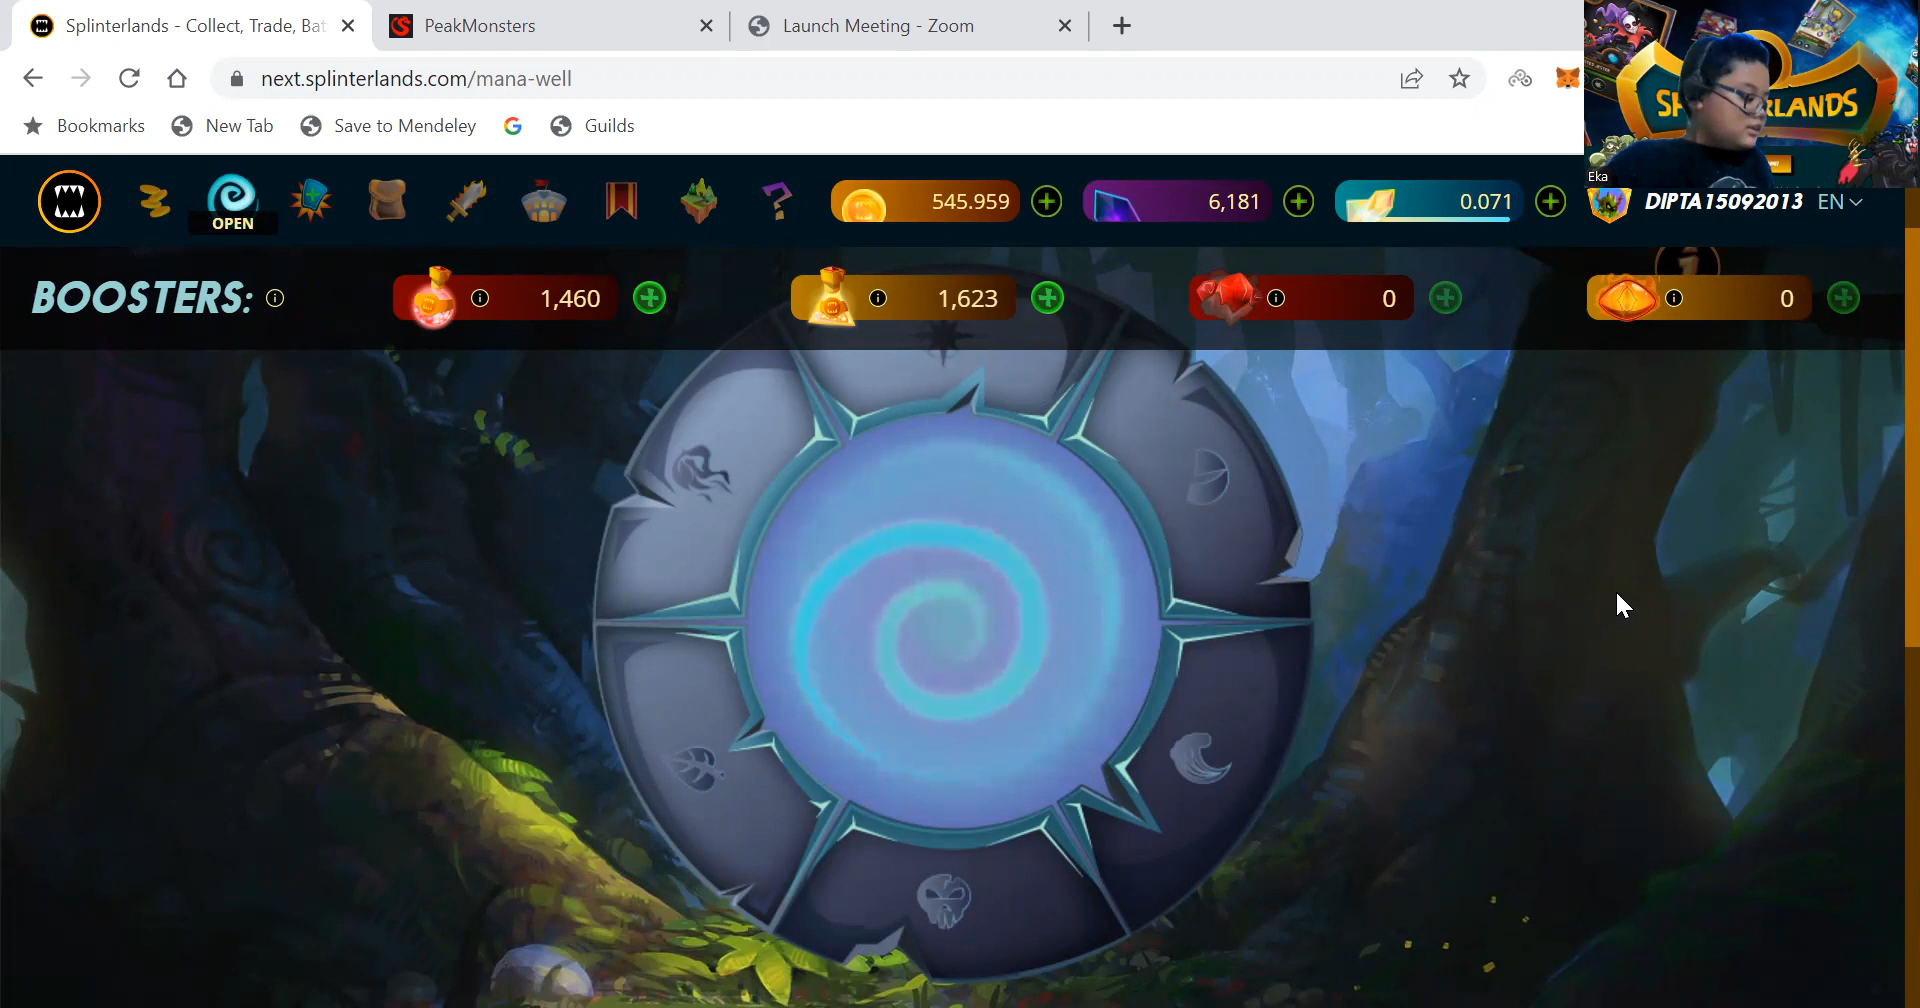 Splinterlands - Collect, Trade, Bat
PeakMonsters
Launch Meeting - Zoom
next.splinterlands.com/mana-well
Bookmarks
New Tab
Save to Mendeley
Guilds
Eka
OPEN
545.959
6,181
0.071
DIPTA15092013
EN
BOOSTERS:
1,460
1,623
0
0